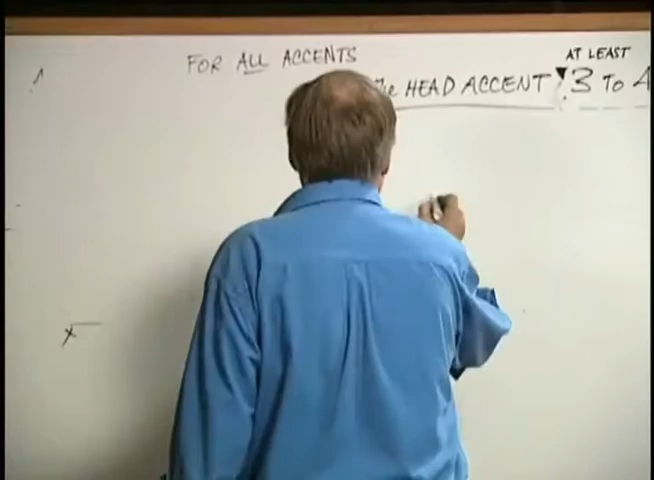 FOR ALL ACCENTS
AT LEAST
The HEAD ACCENT 3 TO 4
x